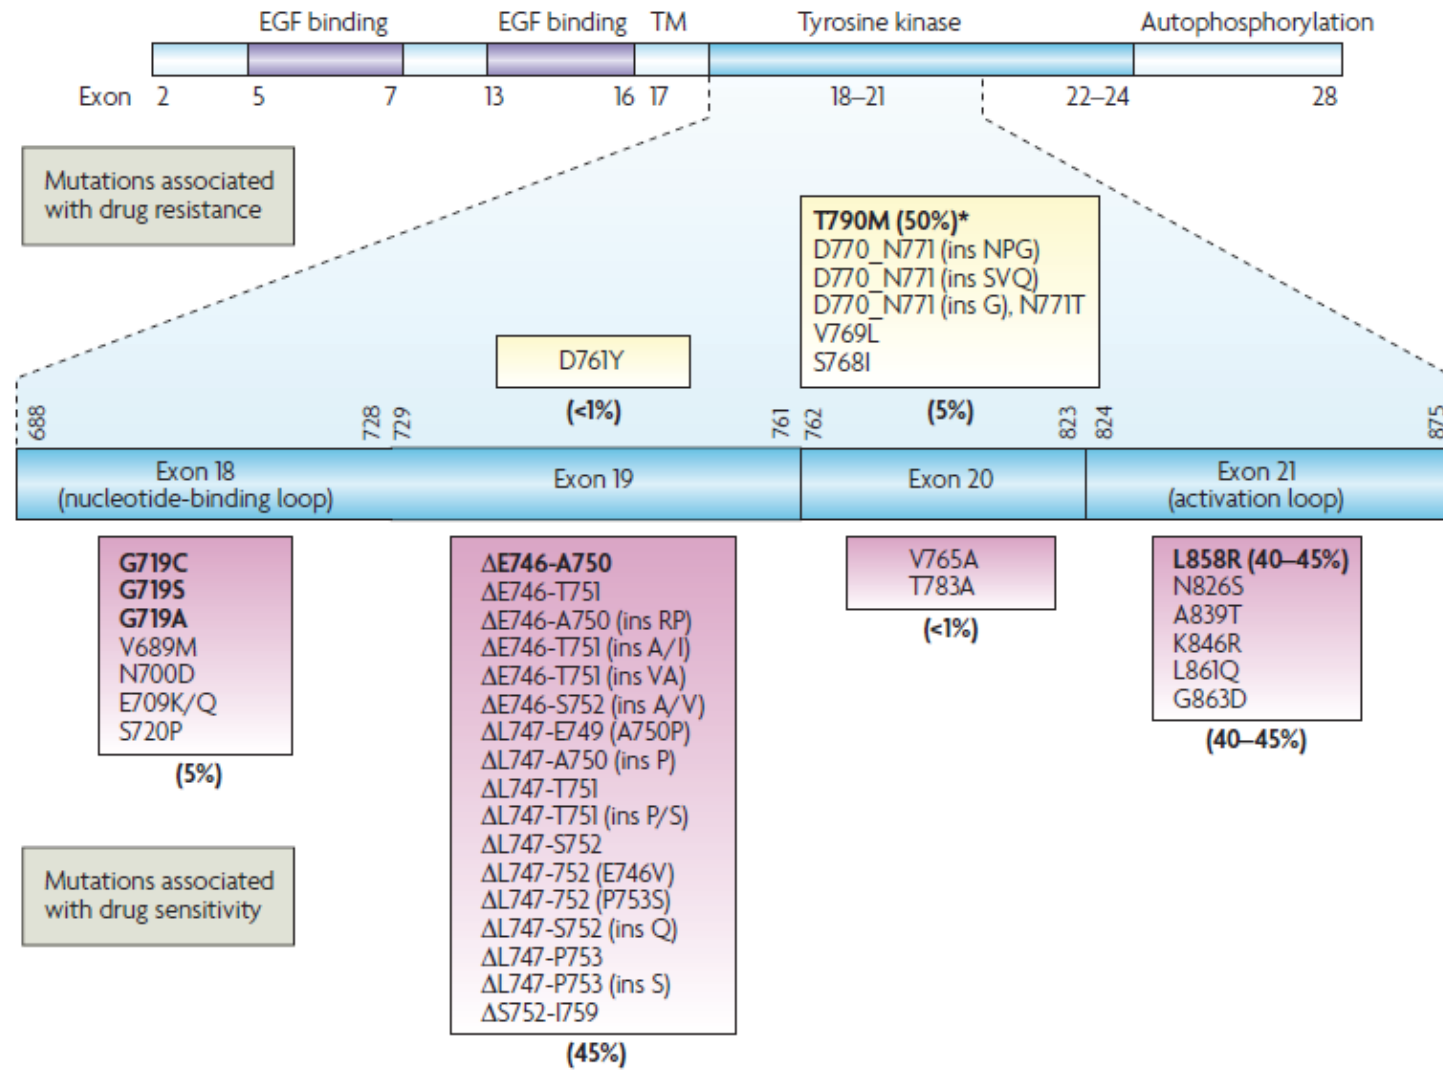 EGF binding EGF binding TM Tyrosine kinase Autophosphorylation
Exon 2 5 7 13 16 17 18–21 22–24 28
Mutations associated
with drug resistance
T790M (50%)*
D770_N771 (ins NPG)
D770_N771 (ins SVQ)
D770_N771 (ins G), N771T
V769L
S768I
(5%)
D761Y
(<1%)
688 728 729 761 762 823 824 875
Exon 18
(nucleotide-binding loop)
Exon 19
Exon 20
Exon 21
(activation loop)
G719C
G719S
G719A
V689M
N700D
E709K/Q
S720P
(5%)
ΔE746-A750
ΔE746-T751
ΔE746-A750 (ins RP)
ΔE746-T751 (ins A/I)
ΔE746-T751 (ins VA)
ΔE746-S752 (ins A/V)
ΔL747-E749 (A750P)
ΔL747-A750 (ins P)
ΔL747-T751
ΔL747-T751 (ins P/S)
ΔL747-S752
ΔL747-752 (E746V)
ΔL747-752 (P753S)
ΔL747-S752 (ins Q)
ΔL747-P753
ΔL747-P753 (ins S)
ΔS752-I759
(45%)
V765A
T783A
(<1%)
L858R (40–45%)
N826S
A839T
K846R
L861Q
G863D
(40–45%)
Mutations associated
with drug sensitivity